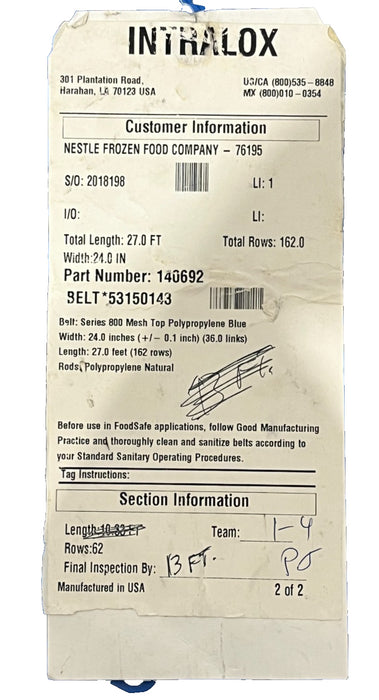 INTRALOX
301 Plantation Road, US/CA (800)535-8848
Harahan, LA 70123 USA MX (800)010-0354
Customer Information
NESTLE FROZEN FOOD COMPANY - 76195
S/O: 2018198 LI: 1
I/O: LI:
Total Length: 27.0 FT Total Rows: 162.0
Width:24.0 IN
Part Number: 140692
BELT*53150143
Belt: Series 800 Mesh Top Polypropylene Blue
Width: 24.0 inches (+/- 0.1 inch) (36.0 links)
Length: 27.0 feet (162 rows)
Rods, Polypropylene Natural
13 Ft.
Before use in FoodSafe applications, follow Good Manufacturing
Practice and thoroughly clean and sanitize belts according to
your Standard Sanitary Operating Procedures.
Tag Instructions:
Section Information
Length:10.33 FT Team: 1-4
Rows:62
Final Inspection By: 13 FT.
Manufactured in USA 2 of 2